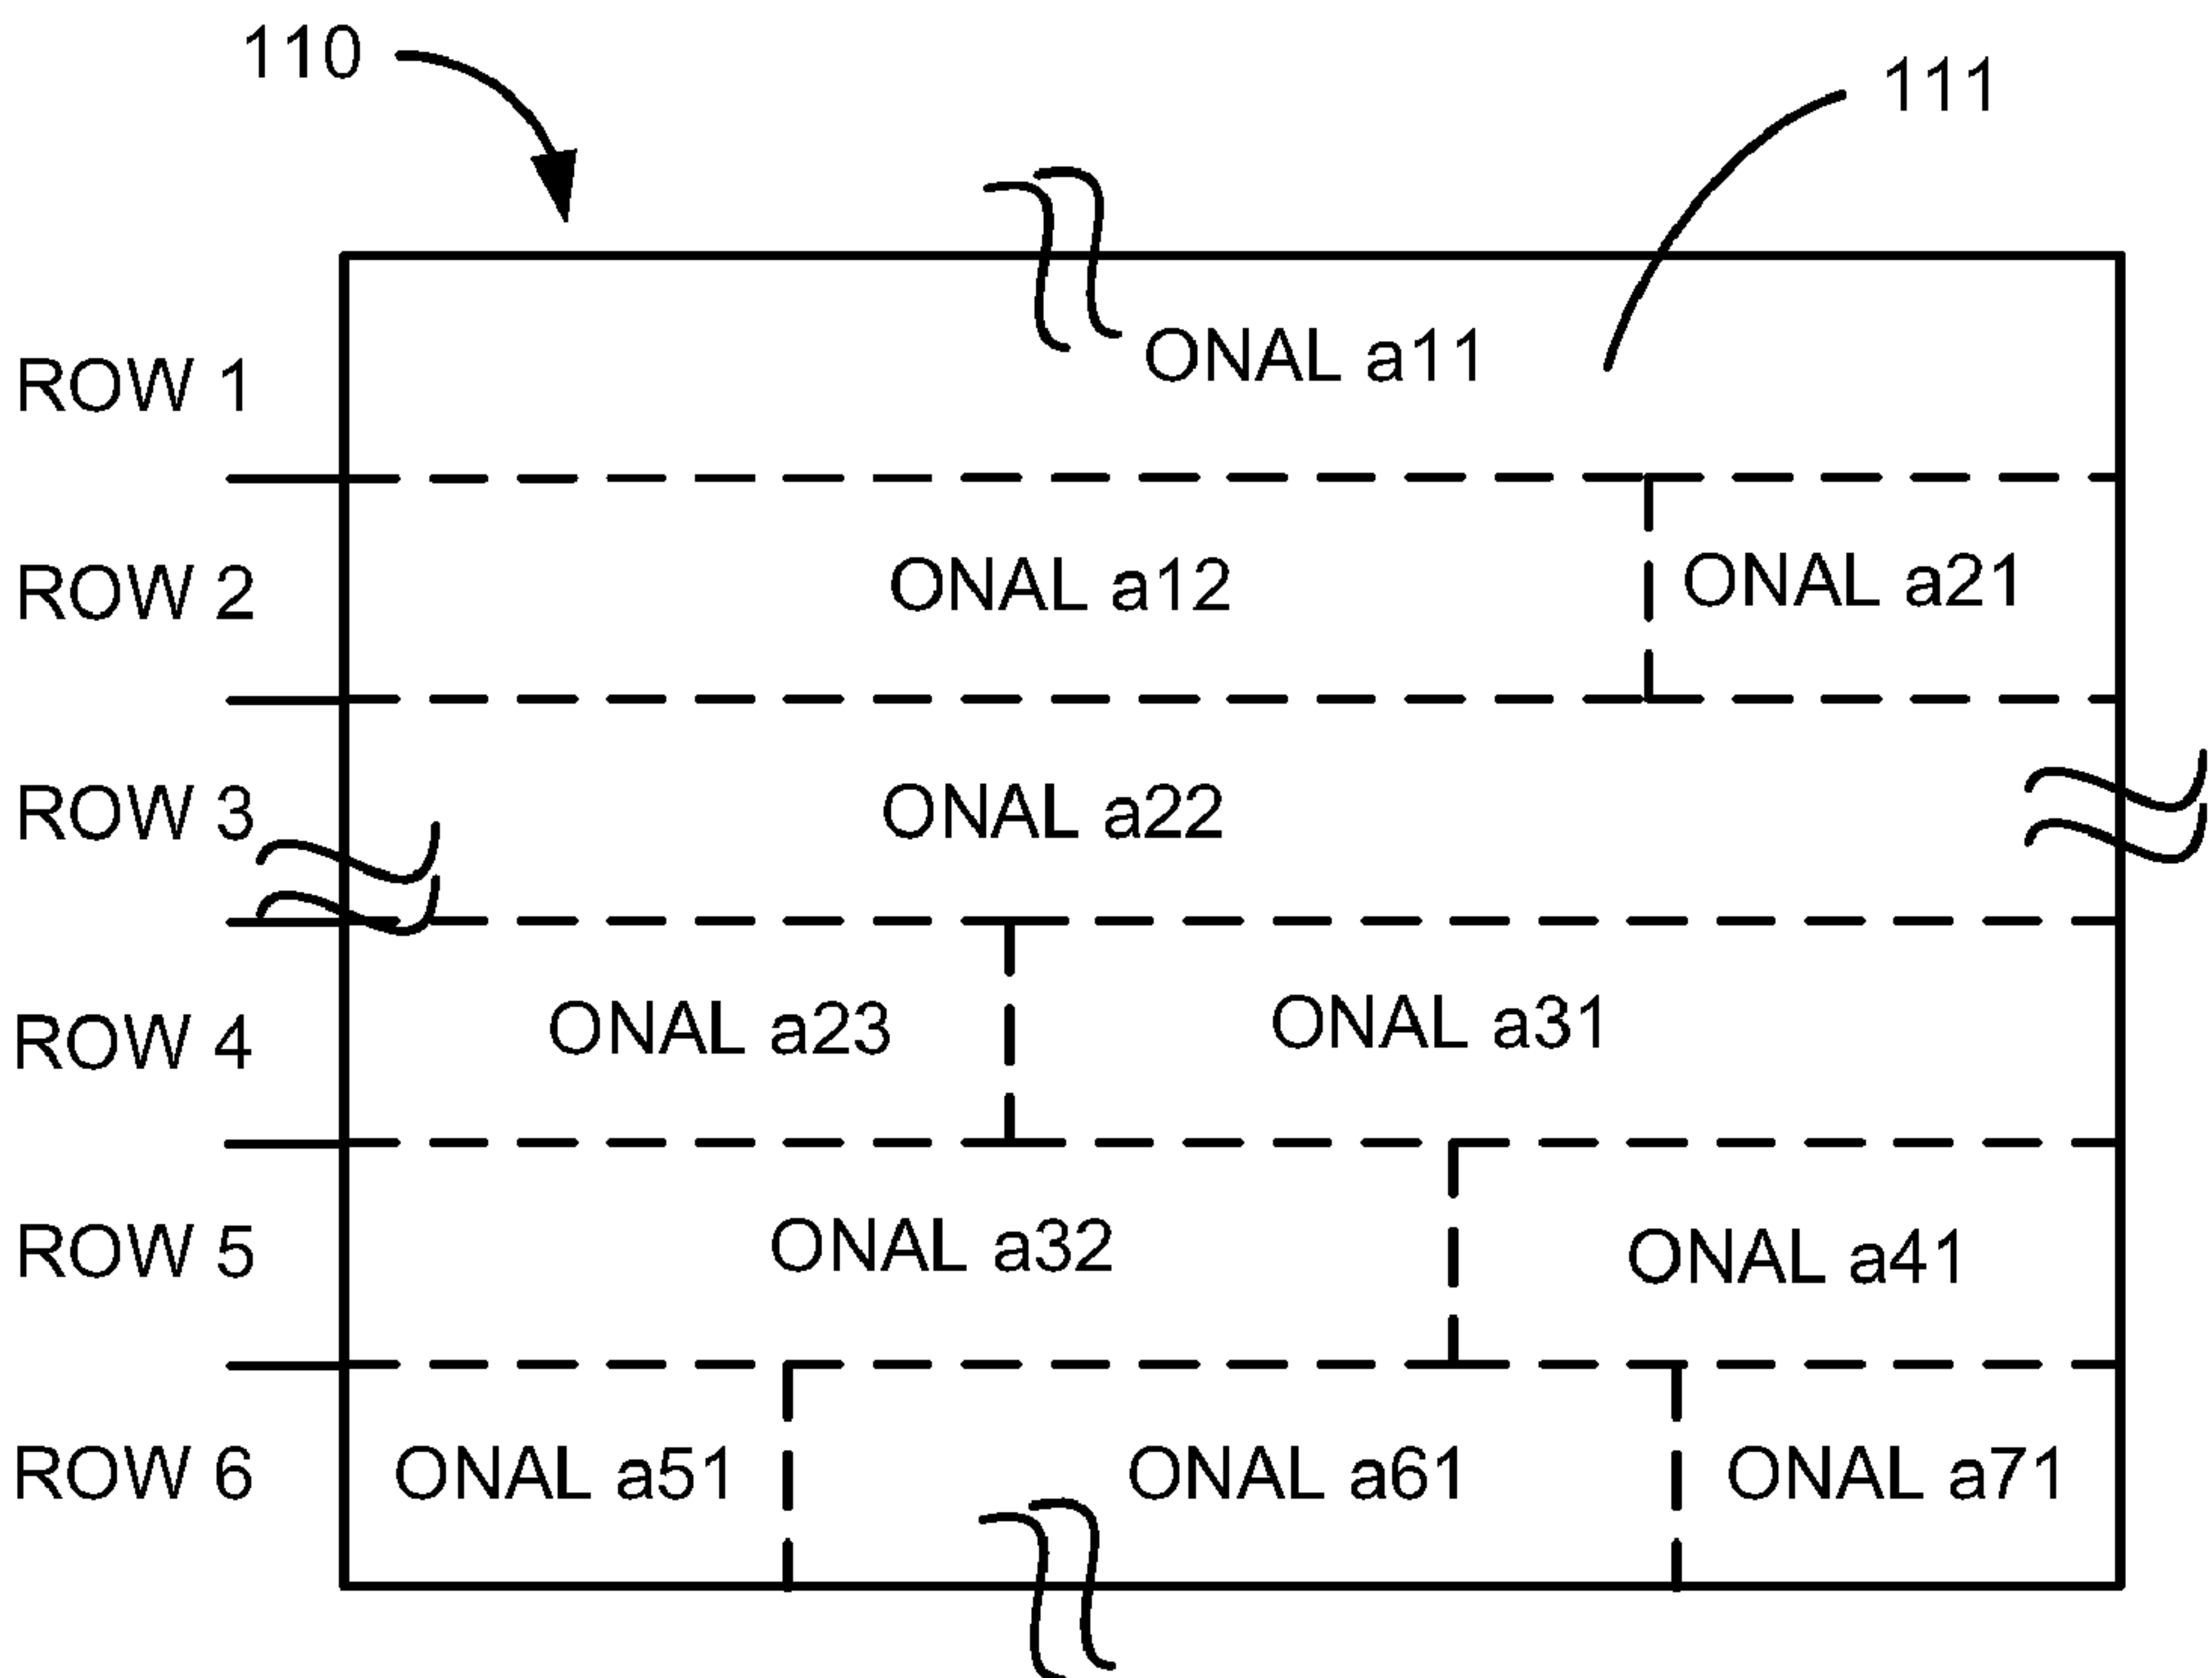 110
111
ROW 1 ONAL a11
ROW 2 ONAL a12 ONAL a21
ROW 3 ONAL a22
ROW 4 ONAL a23 ONAL a31
ROW 5 ONAL a32 ONAL a41
ROW 6 ONAL a51 ONAL a61 ONAL a71